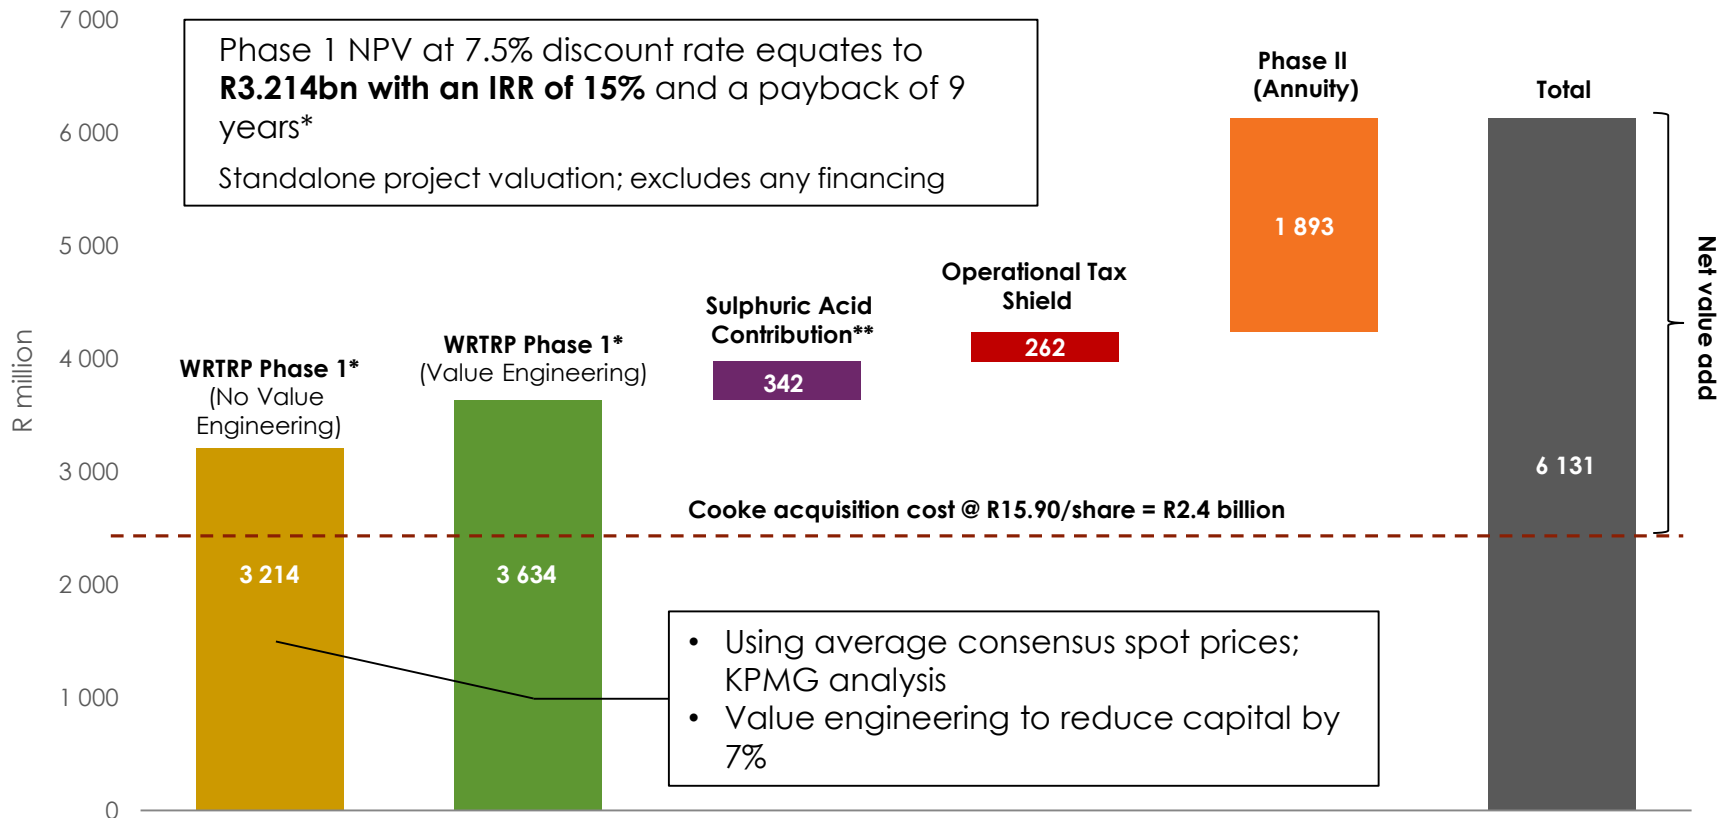 7 000
6 000
5 000
4 000
3 000
2 000
1 000
0
R million
Phase 1 NPV at 7.5% discount rate equates to
R3.214bn with an IRR of 15% and a payback of 9
years*
Standalone project valuation; excludes any financing
WRTRP Phase 1*
(No Value
Engineering)
3 214
WRTRP Phase 1*
(Value Engineering)
3 634
Sulphuric Acid
Contribution**
342
Operational Tax
Shield
262
Phase II
(Annuity)
1 893
Total
6 131
Net value add
Cooke acquisition cost @ R15.90/share = R2.4 billion
• Using average consensus spot prices;
KPMG analysis
• Value engineering to reduce capital by
7%